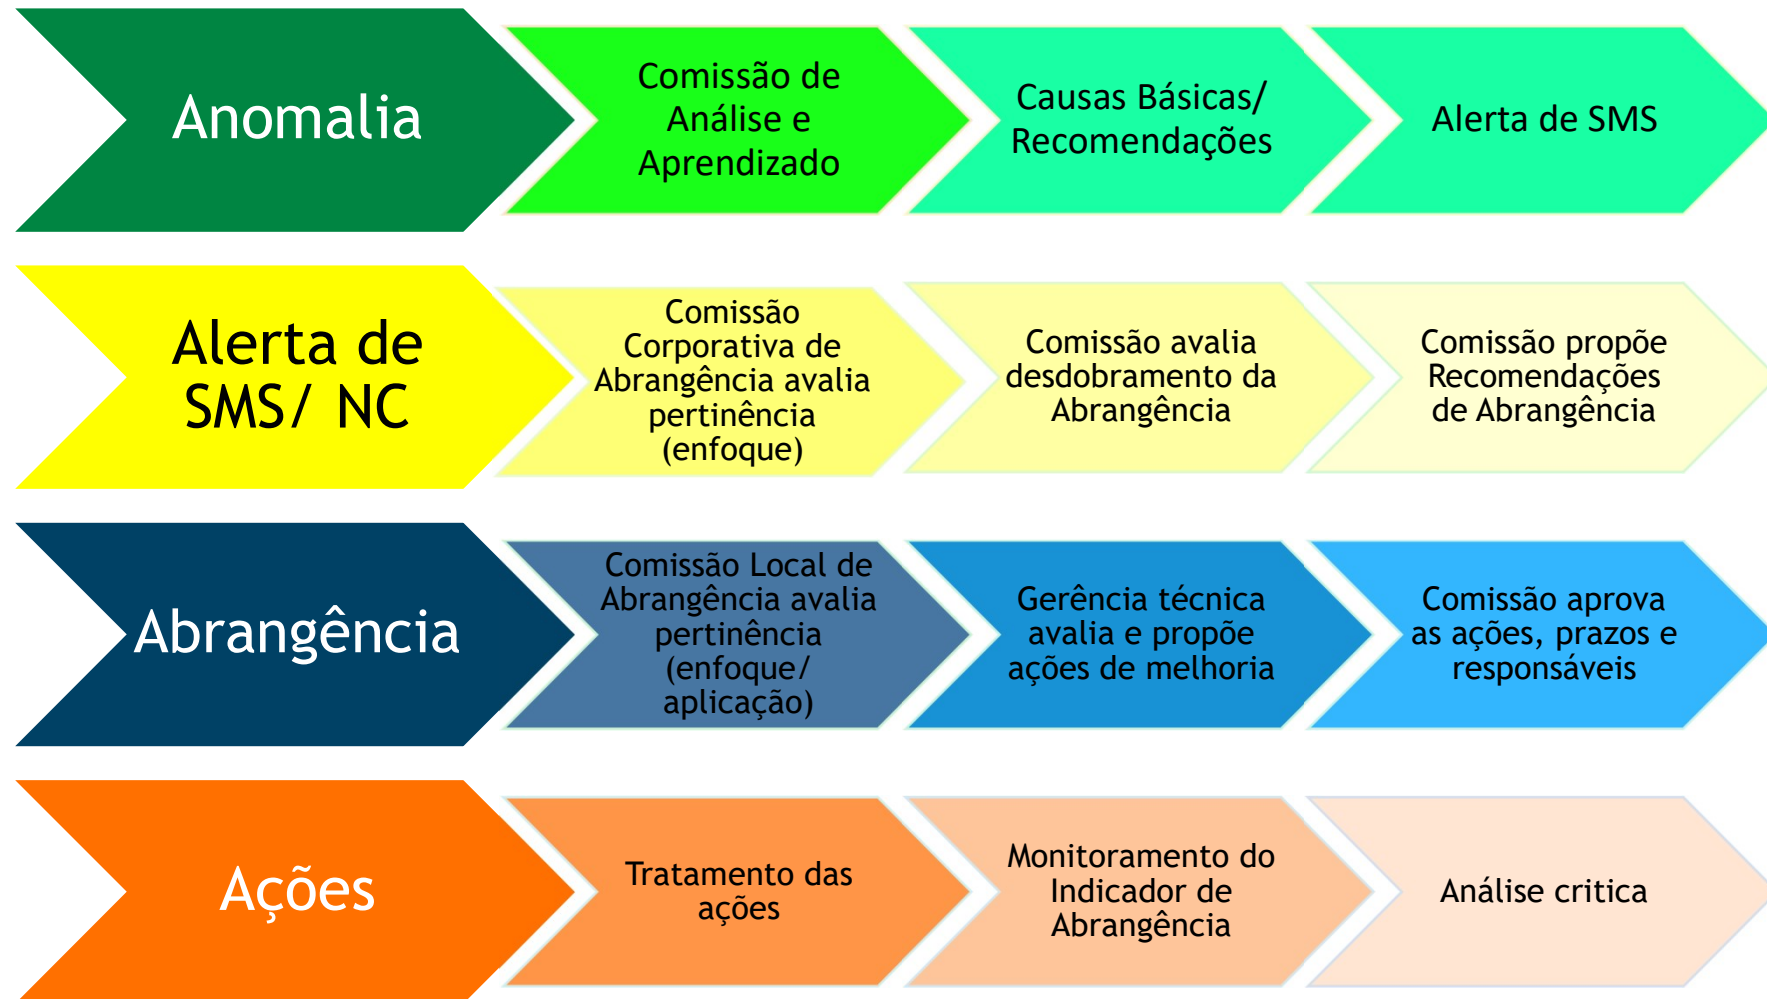 Anomalia
Comissão de
Análise e
Aprendizado
Causas Básicas/
Recomendações
Alerta de SMS
Alerta de
SMS/ NC
Comissão
Corporativa de
Abrangência avalia
pertinência
(enfoque)
Comissão avalia
desdobramento da
Abrangência
Comissão propõe
Recomendações
de Abrangência
Abrangência
Comissão Local de
Abrangência avalia
pertinência
(enfoque/
aplicação)
Gerência técnica
avalia e propõe
ações de melhoria
Comissão aprova
as ações, prazos e
responsáveis
Ações
Tratamento das
ações
Monitoramento do
Indicador de
Abrangência
Análise critica